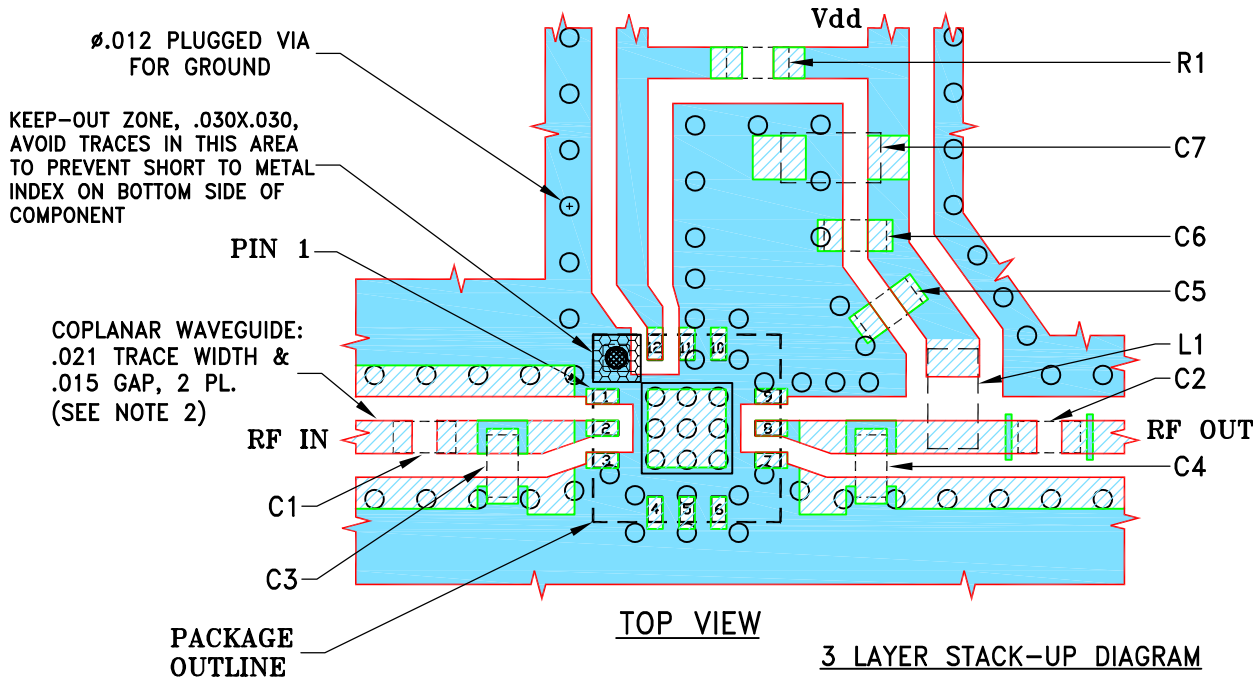 Vdd
ø.012 PLUGGED VIA
FOR GROUND
R1
KEEP-OUT ZONE, .030X.030,
AVOID TRACES IN THIS AREA
TO PREVENT SHORT TO METAL
INDEX ON BOTTOM SIDE OF
COMPONENT
C7
C6
PIN 1
C5
COPLANAR WAVEGUIDE:
.021 TRACE WIDTH &
.015 GAP, 2 PL.
(SEE NOTE 2)
L1
C2
12 11 10
1 9
2 8
3 7
4 5 6
RF IN
RF OUT
C4
C1
C3
PACKAGE
OUTLINE
TOP VIEW
3 LAYER STACK-UP DIAGRAM